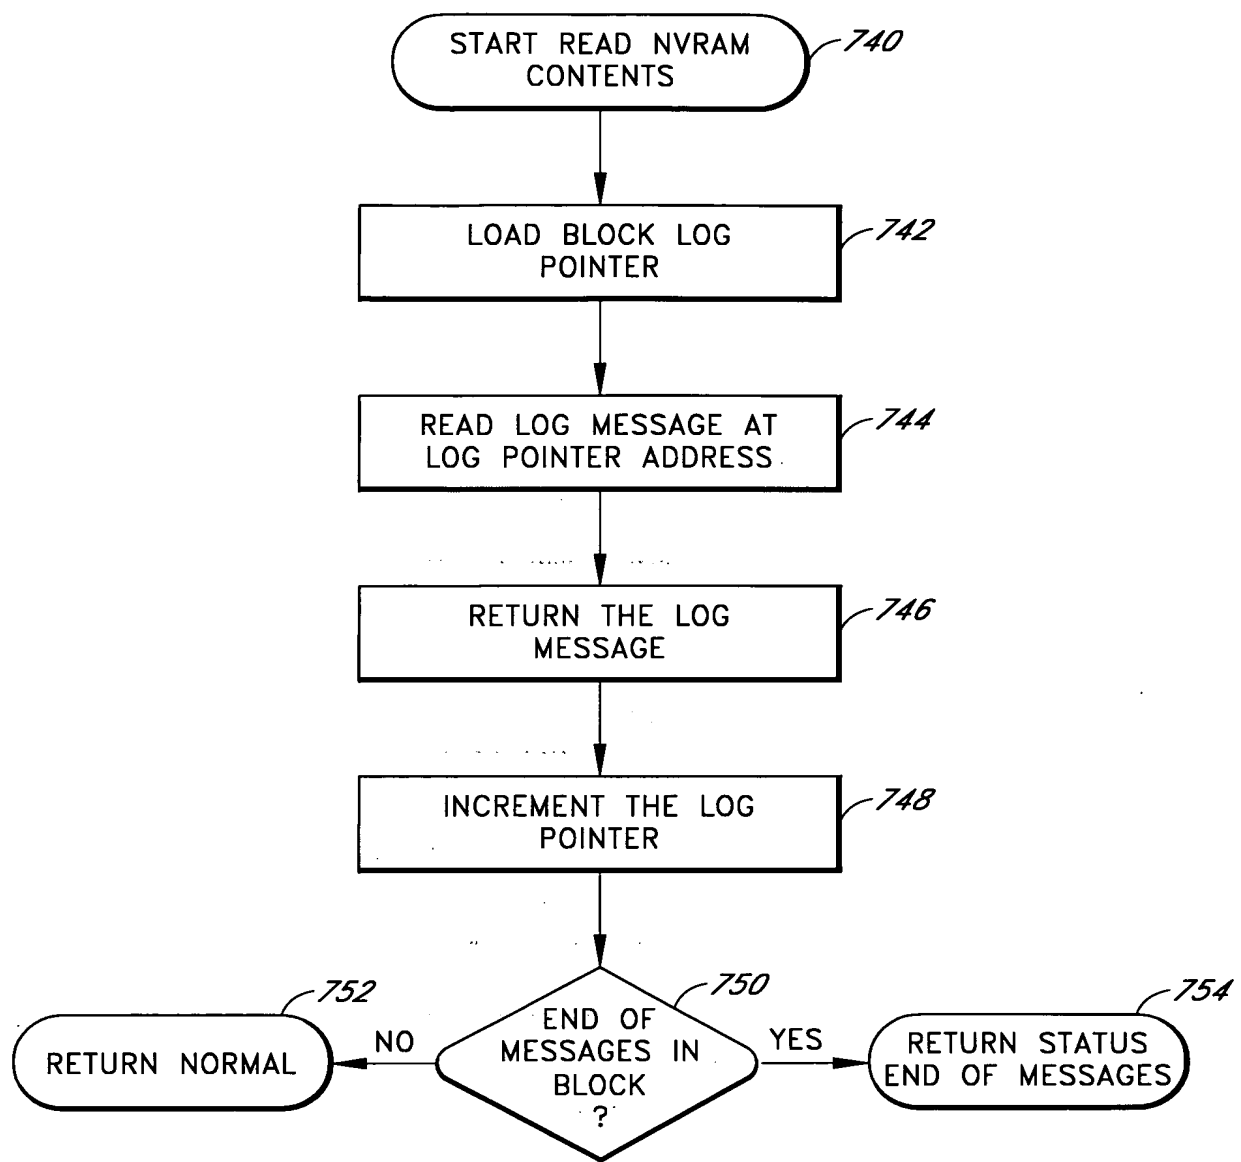 START READ NVRAM
CONTENTS
740
LOAD BLOCK LOG
POINTER
742
READ LOG MESSAGE AT
LOG POINTER ADDRESS
744
RETURN THE LOG
MESSAGE
746
INCREMENT THE LOG
POINTER
748
752
750
754
RETURN NORMAL
NO
END OF
MESSAGES IN
BLOCK
?
YES
RETURN STATUS
END OF MESSAGES